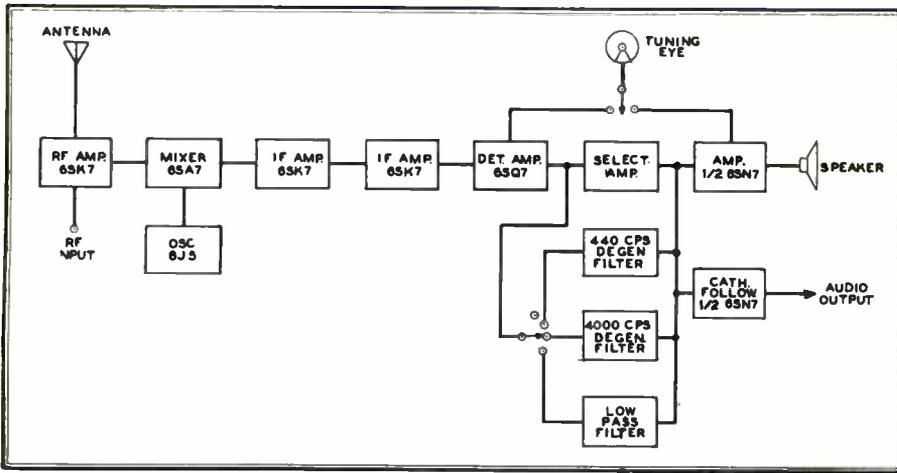 ANTENNA
TUNING
EYE
RF AMP.
6SK7
MIXER
6SA7
IF AMP.
6SK7
IF AMP.
6SK7
DET. AMP.
6SQ7
SELECT.
AMP.
AMP.
1/2 6SN7
SPEAKER
RF
INPUT
OSC
6J5
440 CPS
DEGEN
FILTER
CATH.
FOLLOW
1/2 6SN7
AUDIO
OUTPUT
4000 CPS
DEGEN.
FILTER
LOW
PASS
FILTER